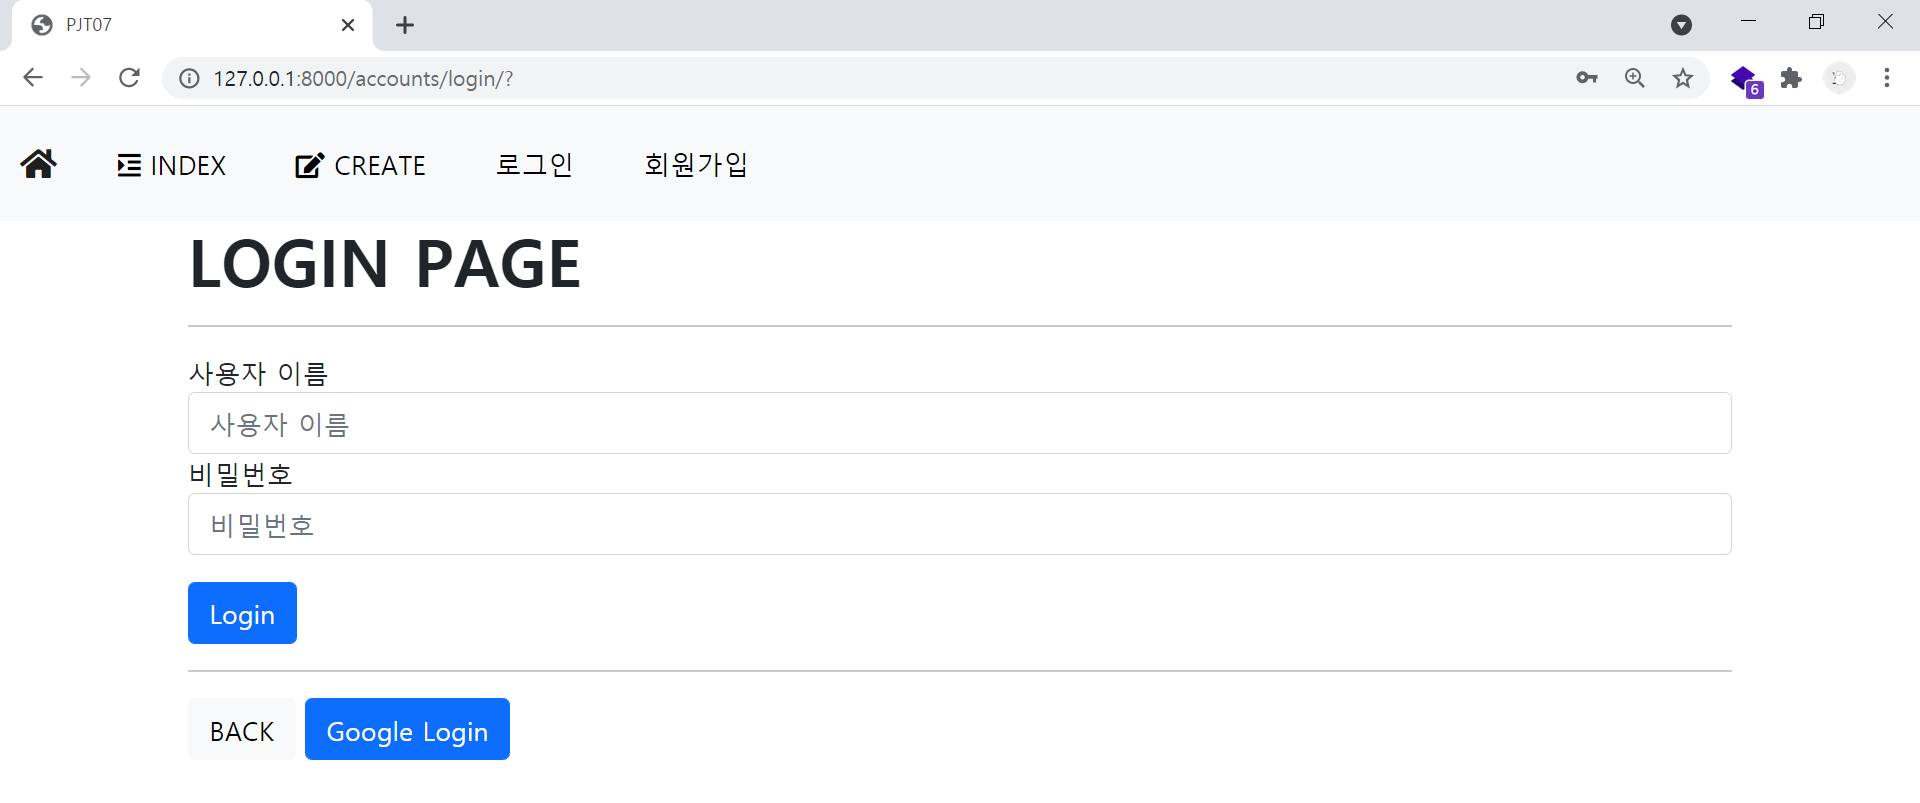 PJT07
127.0.0.1:8000/accounts/login/?
6
INDEX CREATE 로그인 회원가입
LOGIN PAGE
사용자 이름
사용자 이름
비밀번호
비밀번호
Login
BACK Google Login